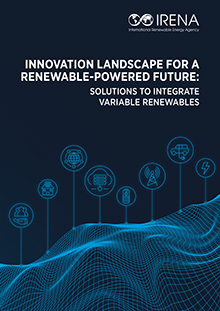 IRENA
International Renewable Energy Agency
INNOVATION LANDSCAPE FOR A
RENEWABLE-POWERED FUTURE:
SOLUTIONS TO INTEGRATE
VARIABLE RENEWABLES